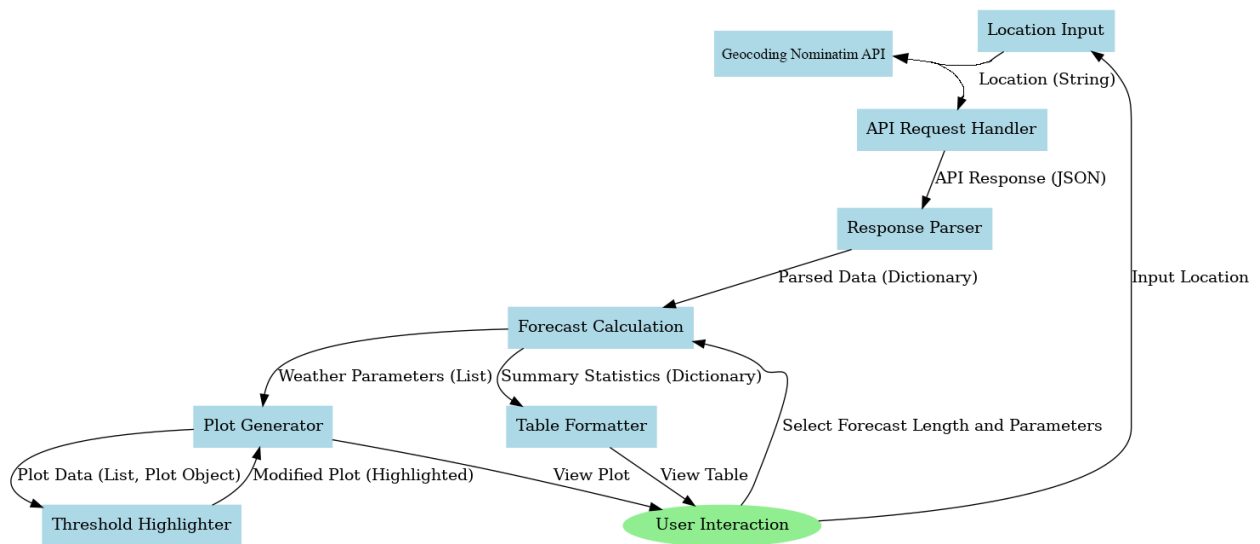 Location Input
Geocoding Nominatim API
Location (String)
API Request Handler
API Response (JSON)
Response Parser
Parsed Data (Dictionary)
Input Location
Forecast Calculation
Weather Parameters (List)
Summary Statistics (Dictionary)
Plot Generator
Table Formatter
Select Forecast Length and Parameters
Plot Data (List, Plot Object)
Modified Plot (Highlighted)
View Plot
View Table
Threshold Highlighter
User Interaction